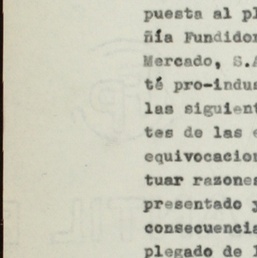 puesta al pl
ñía Fundidor
Mercado, S.A
té pro-indus
las siguient
tes de las e
equivocacion
tuar razones
presentado y
consecuencia
plegado de l